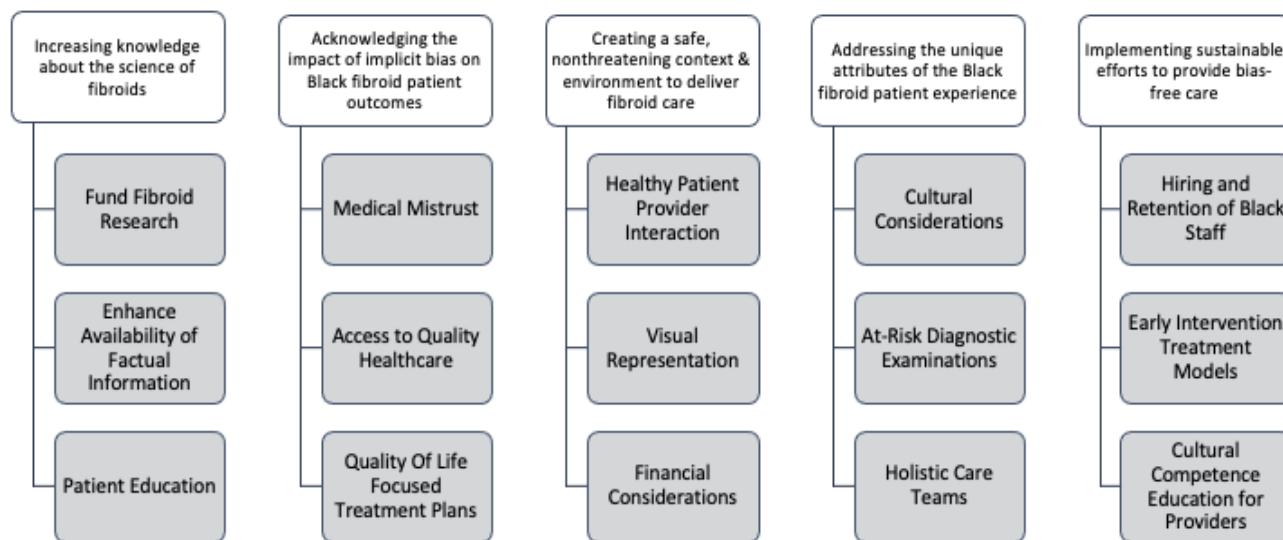 Increasing knowledge
about the science of
fibroids
Fund Fibroid
Research
Enhance
Availability of
Factual
Information
Patient Education
Acknowledging the
impact of implicit bias on
Black fibroid patient
outcomes
Medical Mistrust
Access to Quality
Healthcare
Quality Of Life
Focused
Treatment Plans
Creating a safe,
nonthreatening context &
environment to deliver
fibroid care
Healthy Patient
Provider
Interaction
Visual
Representation
Financial
Considerations
Addressing the unique
attributes of the Black
fibroid patient experience
Cultural
Considerations
At-Risk Diagnostic
Examinations
Holistic Care
Teams
Implementing sustainable
efforts to provide bias-
free care
Hiring and
Retention of Black
Staff
Early Intervention
Treatment
Models
Cultural
Competence
Education for
Providers